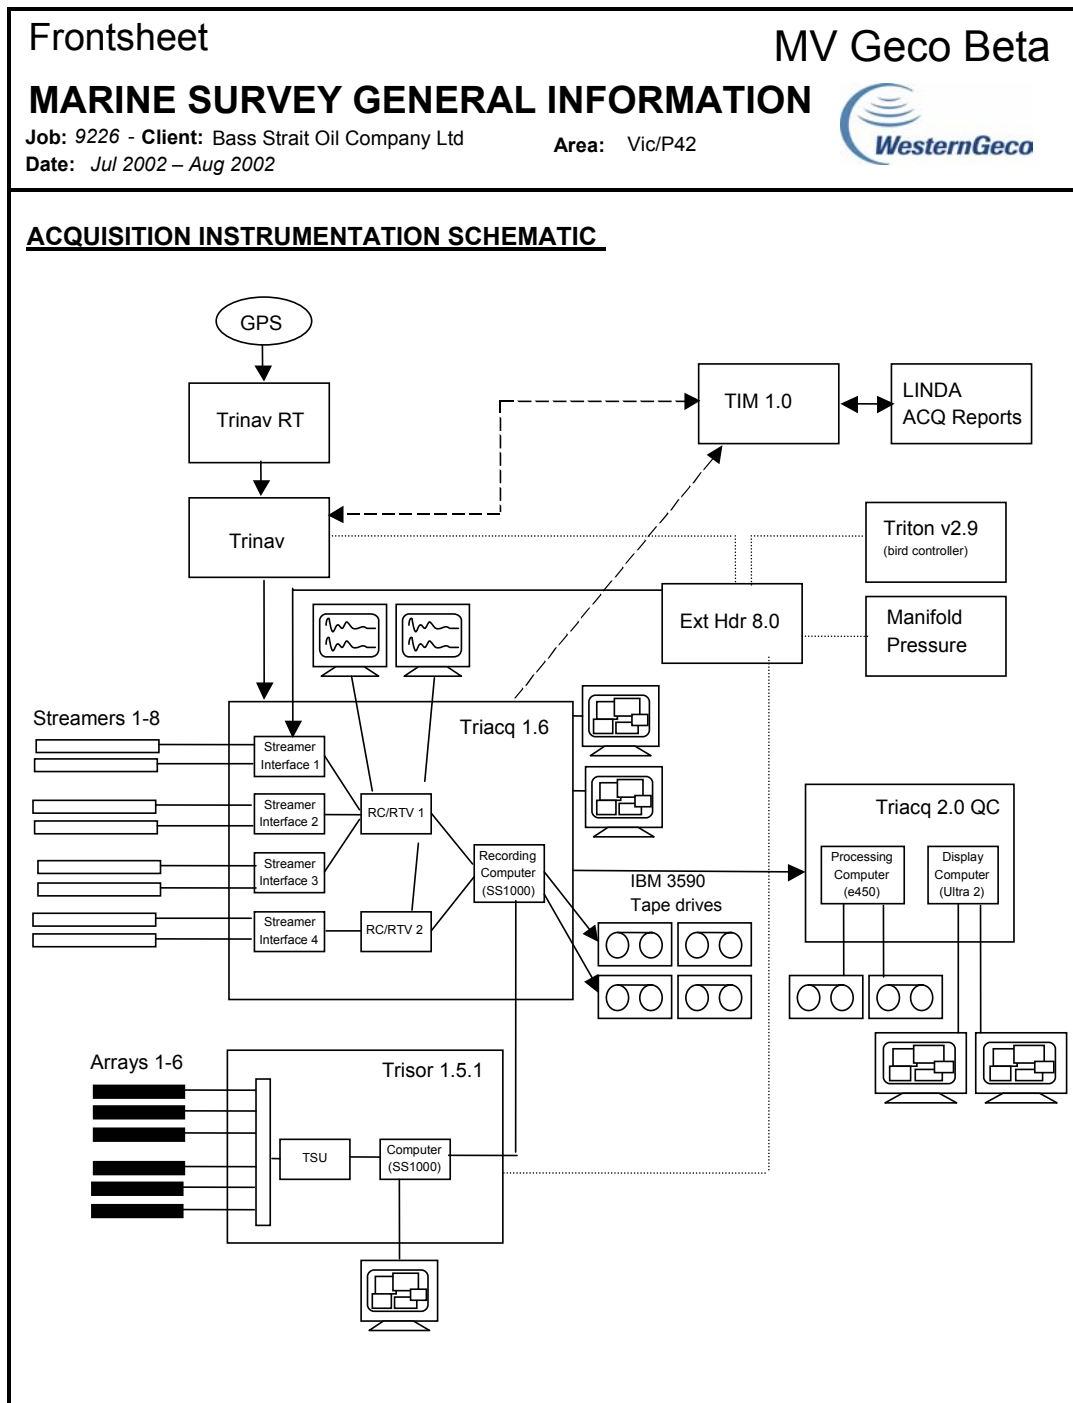 Frontsheet
MV Geco Beta
MARINE SURVEY GENERAL INFORMATION
Job: 9226 - Client: Bass Strait Oil Company Ltd
Area: Vic/P42
Date: Jul 2002 – Aug 2002
WesternGeco
ACQUISITION INSTRUMENTATION SCHEMATIC
GPS
Trinav RT
TIM 1.0
LINDA
ACQ Reports
Trinav
Triton v2.9
(bird controller)
Ext Hdr 8.0
Manifold
Pressure
Streamers 1-8
Triacq 1.6
Streamer
Interface 1
Streamer
Interface 2
Streamer
Interface 3
Streamer
Interface 4
RC/RTV 1
RC/RTV 2
Recording
Computer
(SS1000)
IBM 3590
Tape drives
Triacq 2.0 QC
Processing
Computer
(e450)
Display
Computer
(Ultra 2)
Arrays 1-6
Trisor 1.5.1
TSU
Computer
(SS1000)